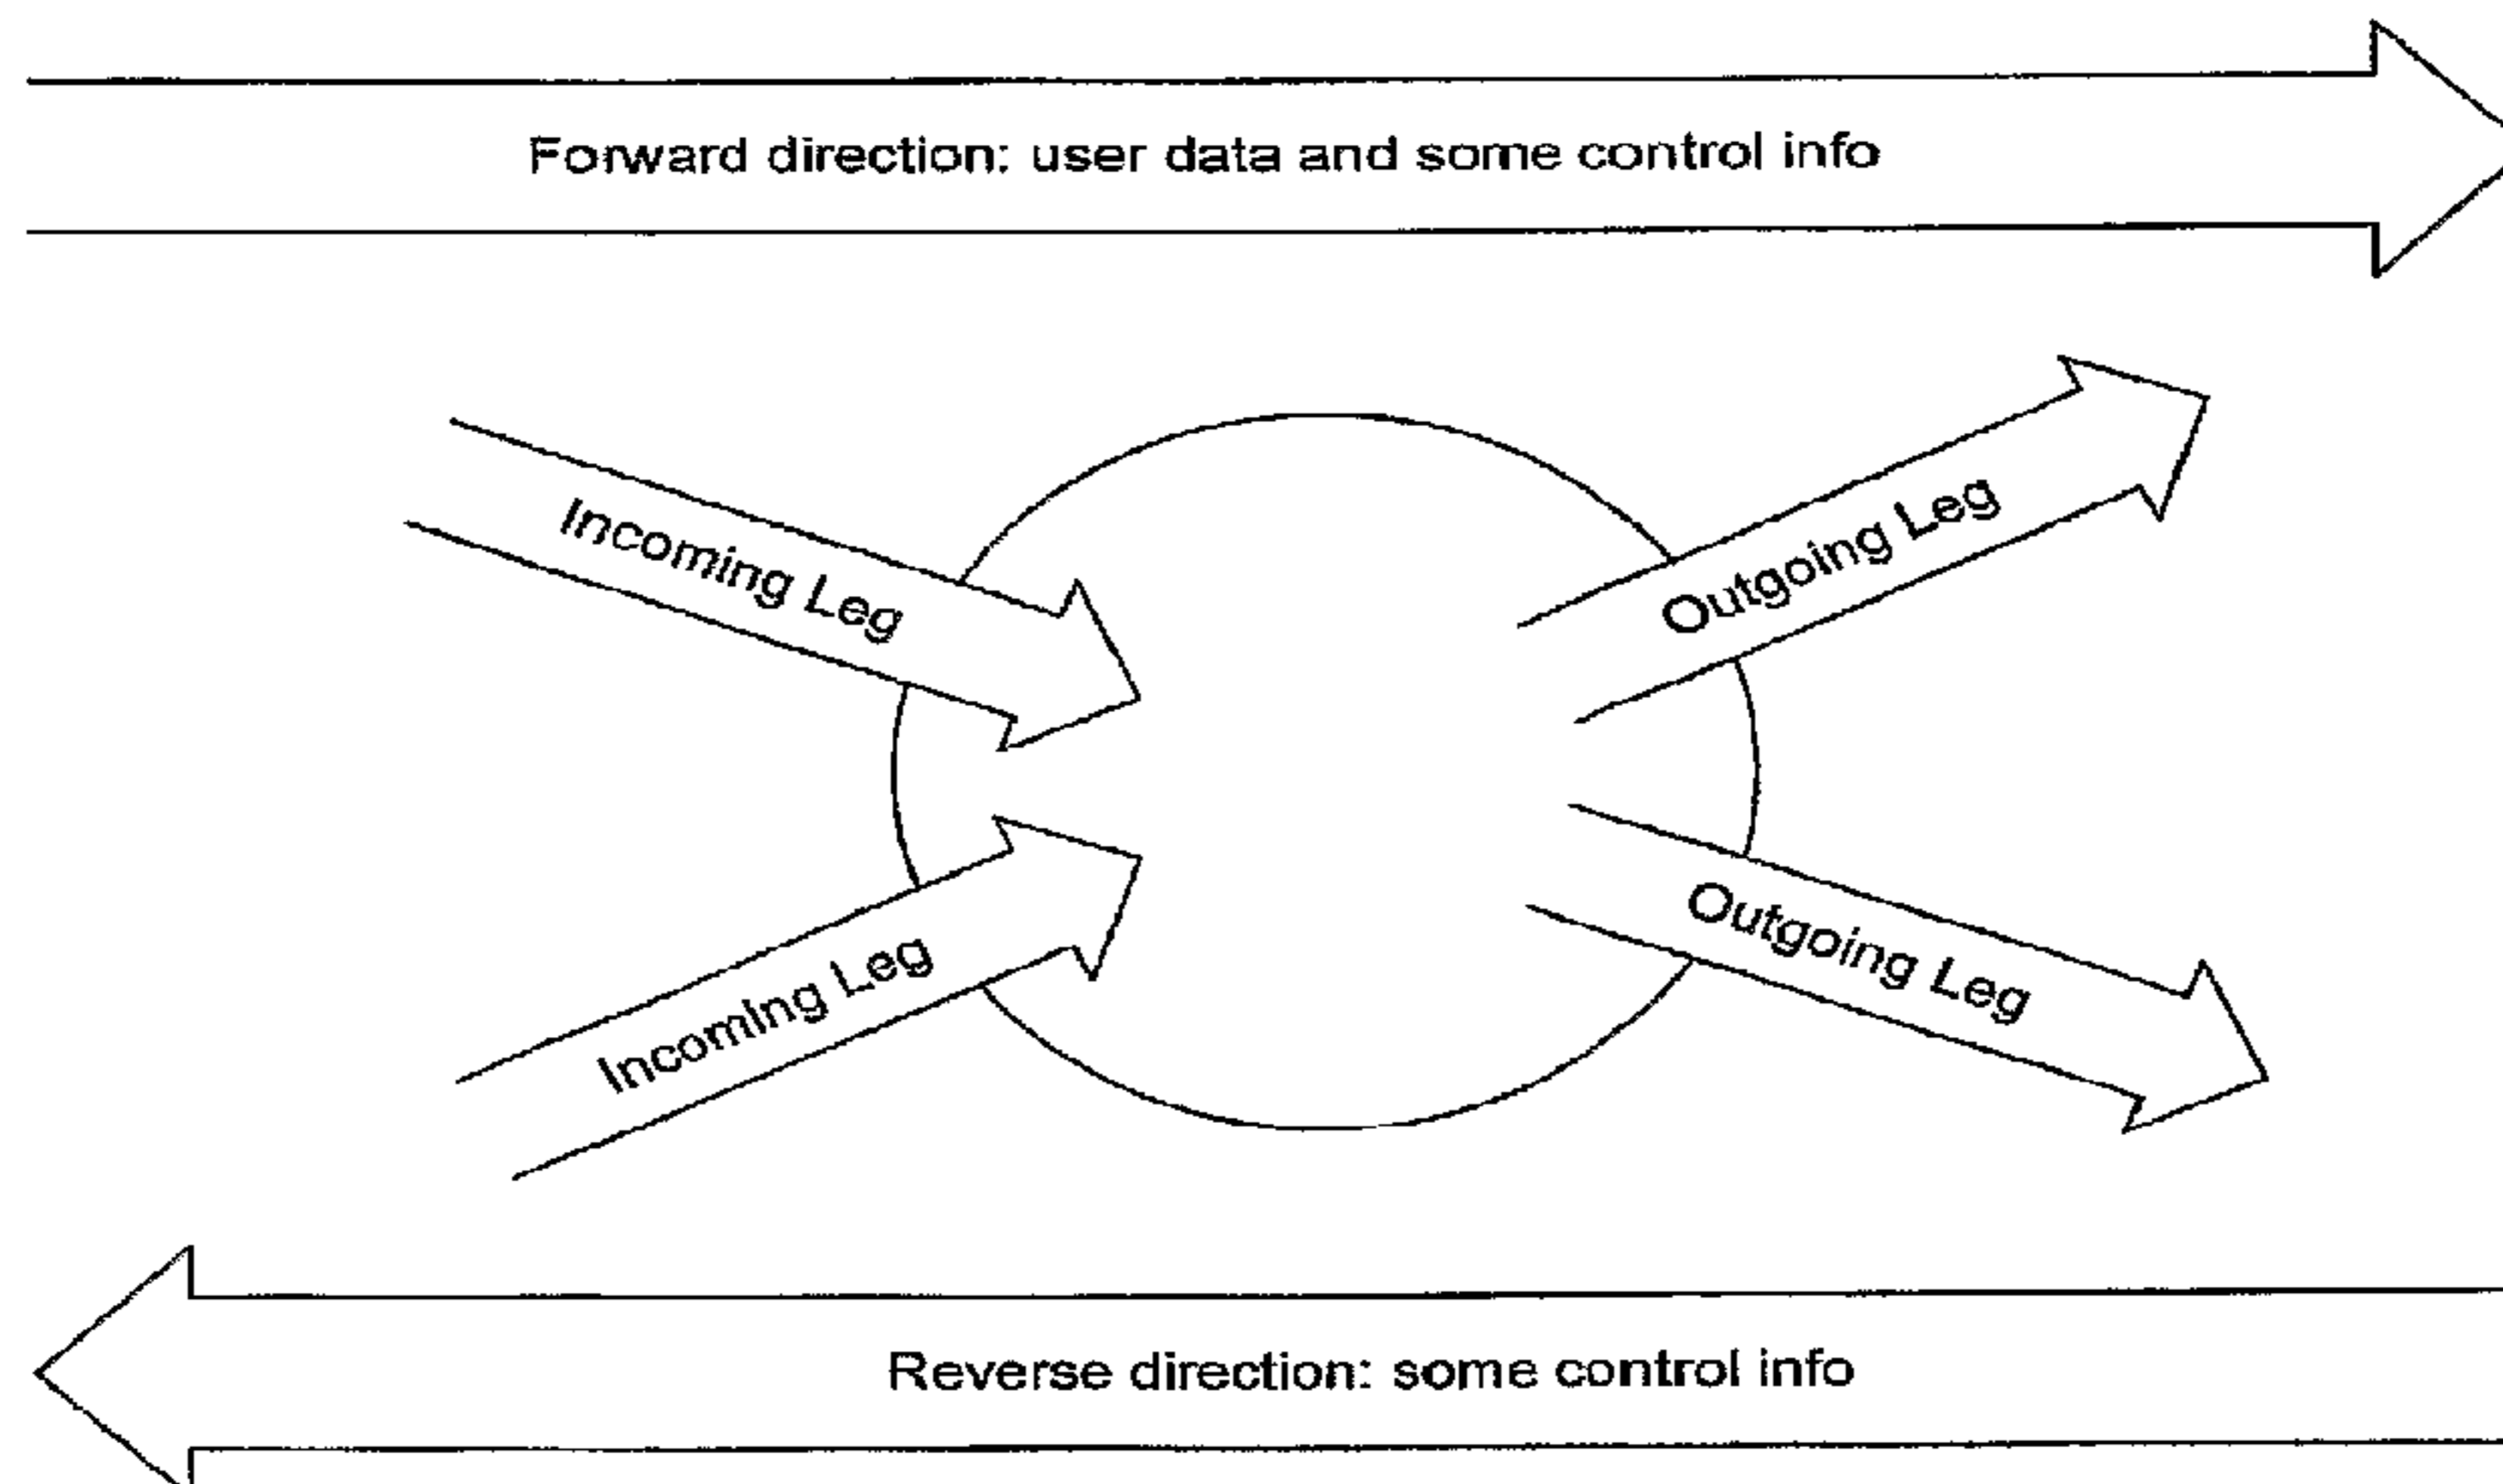 Forward direction: user data and some control info
Incoming Leg
Outgoing Leg
Incoming Leg
Outgoing Leg
Reverse direction: some control info